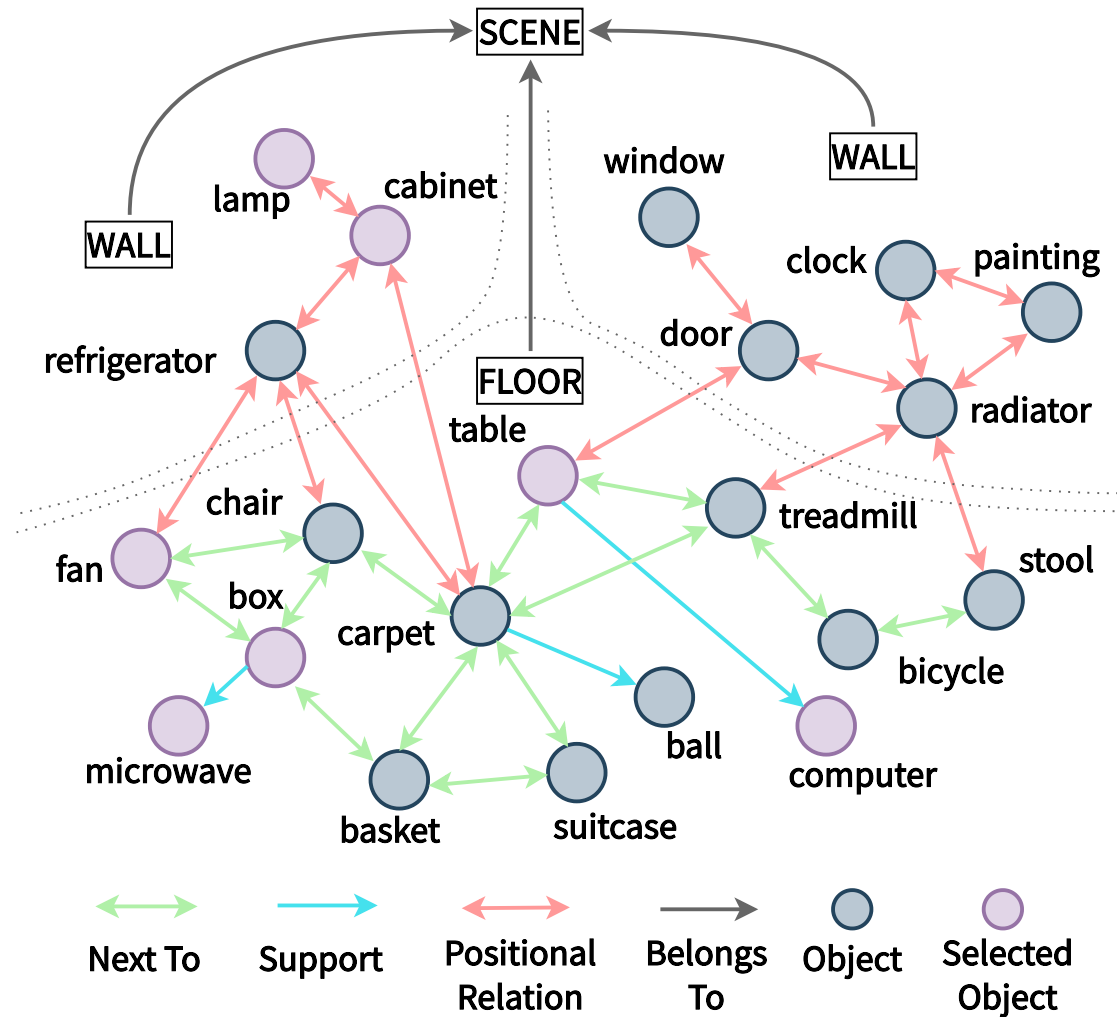 SCENE
WALL
window
lamp
cabinet
WALL
clock
painting
door
refrigerator
FLOOR
table
radiator
chair
treadmill
fan
box
stool
carpet
bicycle
ball
microwave
computer
basket
suitcase
Next To
Support
Positional
Relation
Belongs
To
Object
Selected
Object